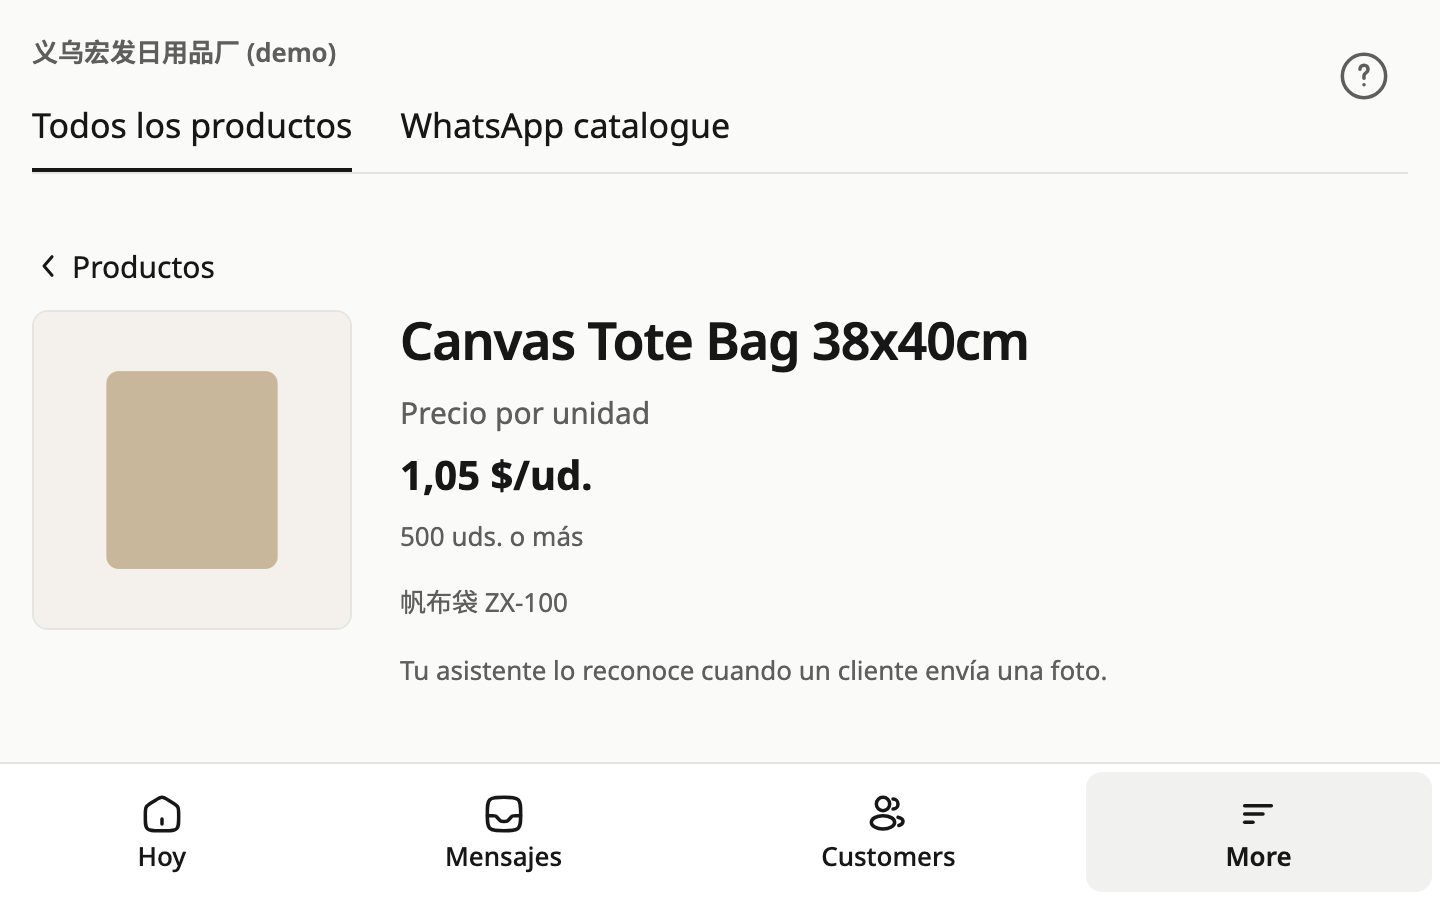 义乌宏发日用品厂 (demo)
?
Todos los productos
WhatsApp catalogue
Productos
Canvas Tote Bag 38x40cm
Precio por unidad
1,05 $/ud.
500 uds. o más
帆布袋 ZX-100
Tu asistente lo reconoce cuando un cliente envía una foto.
Hoy
Mensajes
Customers
More